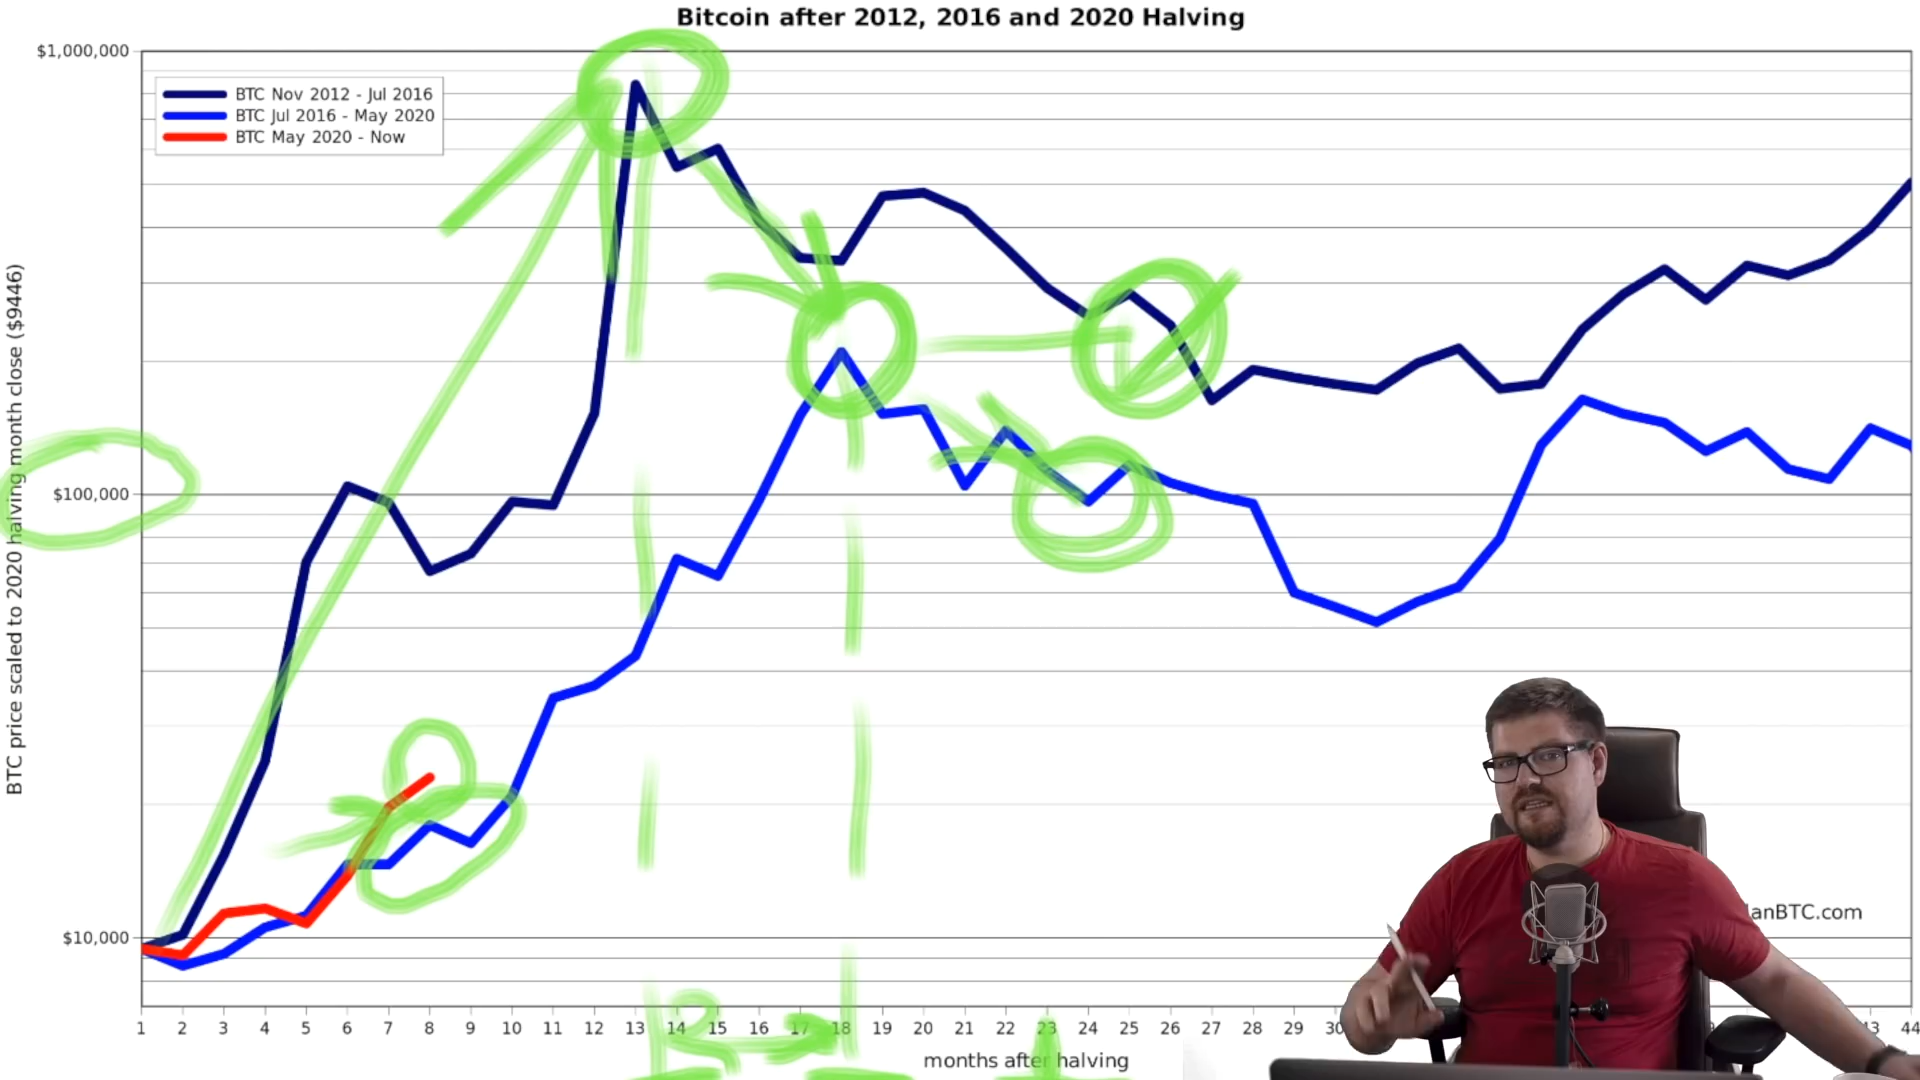 Bitcoin after 2012, 2016 and 2020 Halving
$1,000,000
BTC Nov 2012 - Jul 2016
BTC Jul 2016 - May 2020
BTC May 2020 - Now
BTC price scaled to 2020 halving month close ($9446)
$100,000
$10,000
anBTC.com
1 2 3 4 5 6 7 8 9 10 11 12 13 14 15 16 17 18 19 20 21 22 23 24 25 26 27 28 29 30 43 44
months after halving